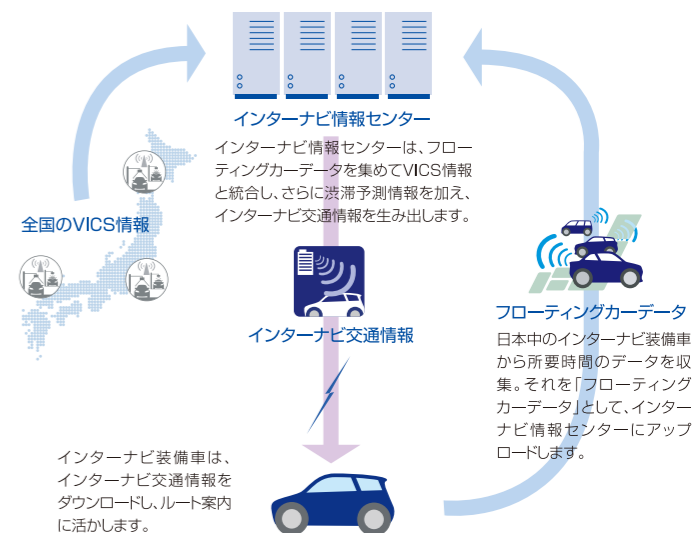 インターナビ情報センター
インターナビ情報センターは、フロー
ティングカーデータを集めてVICS情報
と統合し、さらに渋滞予測情報を加え、
インターナビ交通情報を生み出します。
全国のVICS情報
インターナビ交通情報
フローティングカーデータ
日本中のインターナビ装備車
から所要時間のデータを収
集。それを「フローティング
カーデータ」として、インター
ナビ情報センターにアップ
ロードします。
インターナビ装備車は、
インターナビ交通情報を
ダウンロードし、ルート案内
に活かします。